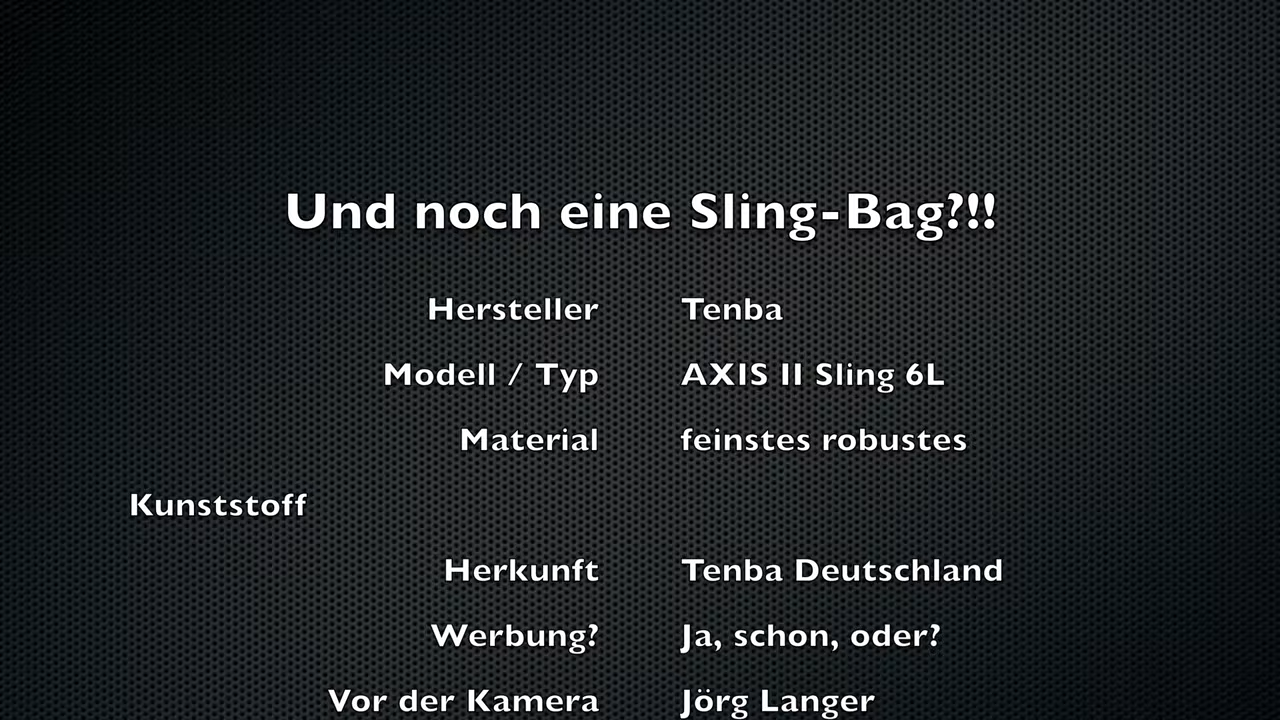 Und noch eine Sling-Bag?!!
Hersteller Tenba
Modell / Typ AXIS II Sling 6L
Material feinstes robustes
Kunststoff
Herkunft Tenba Deutschland
Werbung? Ja, schon, oder?
Vor der Kamera Jörg Langer